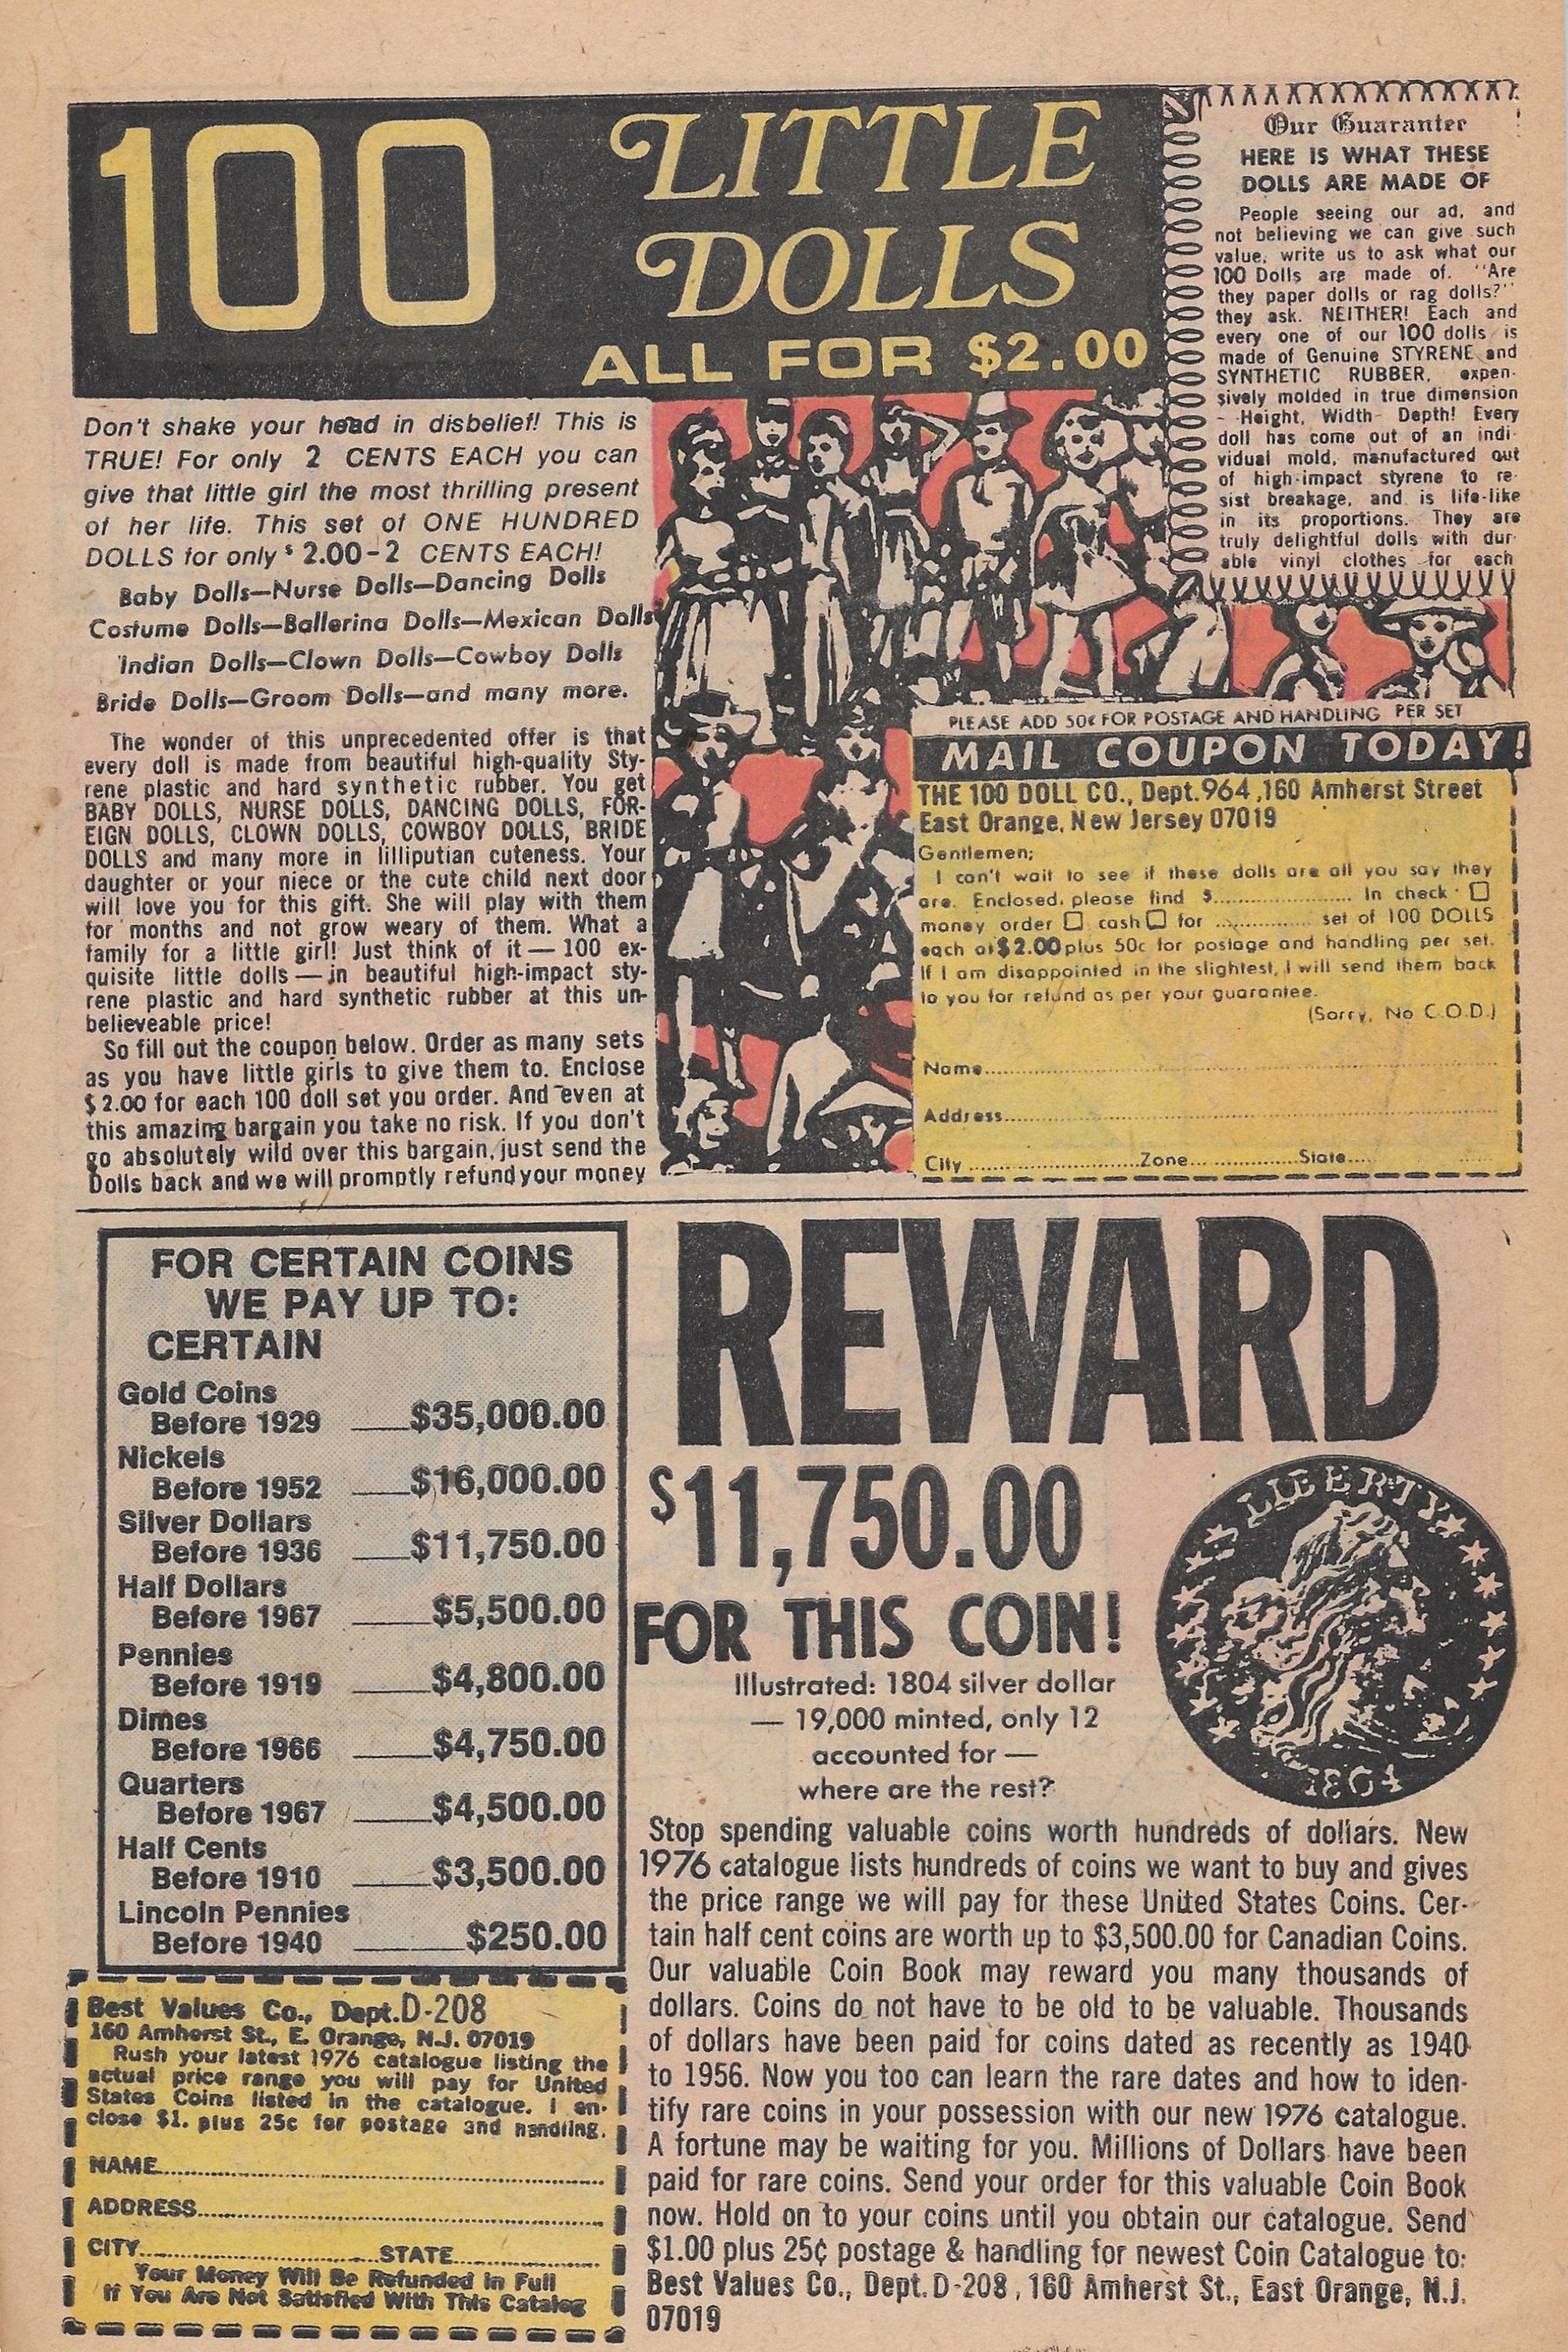 100
LITTLE
DOLLS
ALL FOR $2.00
Our Guarantee
HERE IS WHAT THESE
DOLLS ARE MADE OF
People seeing our ad, and
not believing we can give such
value, write us to ask what our
100 Dolls are made of. "Are
they paper dolls or rag dolls?"
they ask. NEITHER! Each and
every one of our 100 dolls is
made of Genuine STYRENE and
SYNTHETIC RUBBER, expen-
sively molded in true dimension
- Height, Width- Depth! Every
doll has come out of an indi-
vidual mold, manufactured out
of high-impact styrene to re-
sist breakage, and is life-like
in its proportions. They are
truly delightful dolls with dur-
able vinyl clothes for each
Don't shake your head in disbelief! This is
TRUE! For only 2 CENTS EACH you can
give that little girl the most thrilling present
of her life. This set of ONE HUNDRED
DOLLS for only $2.00-2 CENTS EACH!
Baby Dolls—Nurse Dolls—Dancing Dolls
Costume Dolls—Ballerina Dolls—Mexican Dolls
Indian Dolls—Clown Dolls—Cowboy Dolls
Bride Dolls—Groom Dolls—and many more.
The wonder of this unprecedented offer is that
every doll is made from beautiful high-quality Sty-
rene plastic and hard synthetic rubber. You get
BABY DOLLS, NURSE DOLLS, DANCING DOLLS, FOR-
EIGN DOLLS, CLOWN DOLLS, COWBOY DOLLS, BRIDE
DOLLS and many more in lilliputian cuteness. Your
daughter or your niece or the cute child next door
will love you for this gift. She will play with them
for months and not grow weary of them. What a
family for a little girl! Just think of it — 100 ex-
quisite little dolls — in beautiful high-impact sty-
rene plastic and hard synthetic rubber at this un-
believeable price!
So fill out the coupon below. Order as many sets
as you have little girls to give them to. Enclose
$2.00 for each 100 doll set you order. And even at
this amazing bargain you take no risk. If you don't
go absolutely wild over this bargain, just send the
Dolls back and we will promptly refund your money
PLEASE ADD 50¢ FOR POSTAGE AND HANDLING PER SET
MAIL COUPON TODAY!
THE 100 DOLL CO., Dept.964,160 Amherst Street
East Orange, New Jersey 07019
Gentlemen;
I can't wait to see if these dolls are all you say they
are. Enclosed, please find $...................... In check □
money order □ cash □ for ............... set of 100 DOLLS
each at $2.00 plus 50c for postage and handling per set.
If I am disappointed in the slightest, I will send them back
to you for refund as per your guarantee.
(Sorry, No C.O.D.)
Name..........
Address..........
City ..........Zone..........State.....
FOR CERTAIN COINS
WE PAY UP TO:
CERTAIN
Gold Coins
Before 1929 ___$35,000.00
Nickels
Before 1952 ___$16,000.00
Silver Dollars
Before 1936 ___$11,750.00
Half Dollars
Before 1967 ____$5,500.00
Pennies
Before 1919 ____$4,800.00
Dimes
Before 1966 ____$4,750.00
Quarters
Before 1967 ____$4,500.00
Half Cents
Before 1910 ____$3,500.00
Lincoln Pennies
Before 1940 ______$250.00
Best Values Co., Dept.D-208
160 Amherst St., E. Orange, N.J. 07019
Rush your latest 1976 catalogue listing the
actual price range you will pay for United
States Coins listed in the catalogue. I en-
close $1. plus 25c for postage and handling.
NAME..........
ADDRESS..........
CITY..........STATE..........
Your Money Will Be Refunded in Full
If You Are Not Satisfied With This Catalog
REWARD
$11,750.00
FOR THIS COIN!
LIBERTY
1804
Illustrated: 1804 silver dollar
— 19,000 minted, only 12
accounted for —
where are the rest?
Stop spending valuable coins worth hundreds of dollars. New
1976 catalogue lists hundreds of coins we want to buy and gives
the price range we will pay for these United States Coins. Cer-
tain half cent coins are worth up to $3,500.00 for Canadian Coins.
Our valuable Coin Book may reward you many thousands of
dollars. Coins do not have to be old to be valuable. Thousands
of dollars have been paid for coins dated as recently as 1940
to 1956. Now you too can learn the rare dates and how to iden-
tify rare coins in your possession with our new 1976 catalogue.
A fortune may be waiting for you. Millions of Dollars have been
paid for rare coins. Send your order for this valuable Coin Book
now. Hold on to your coins until you obtain our catalogue. Send
$1.00 plus 25¢ postage & handling for newest Coin Catalogue to:
Best Values Co., Dept. D-208, 160 Amherst St., East Orange, N.J.
07019